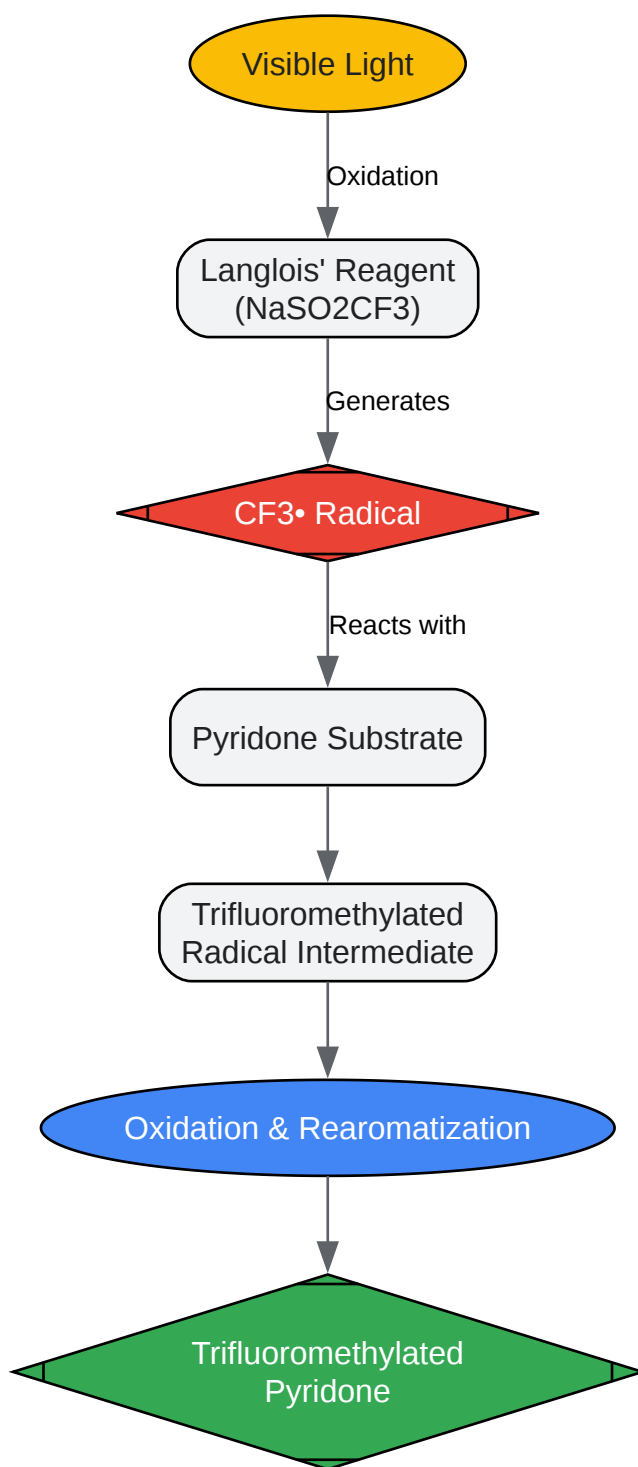 Visible Light
Oxidation
Langlois' Reagent
(NaSO2CF3)
Generates
CF3• Radical
Reacts with
Pyridone Substrate
Trifluoromethylated
Radical Intermediate
Oxidation & Rearomatization
Trifluoromethylated
Pyridone